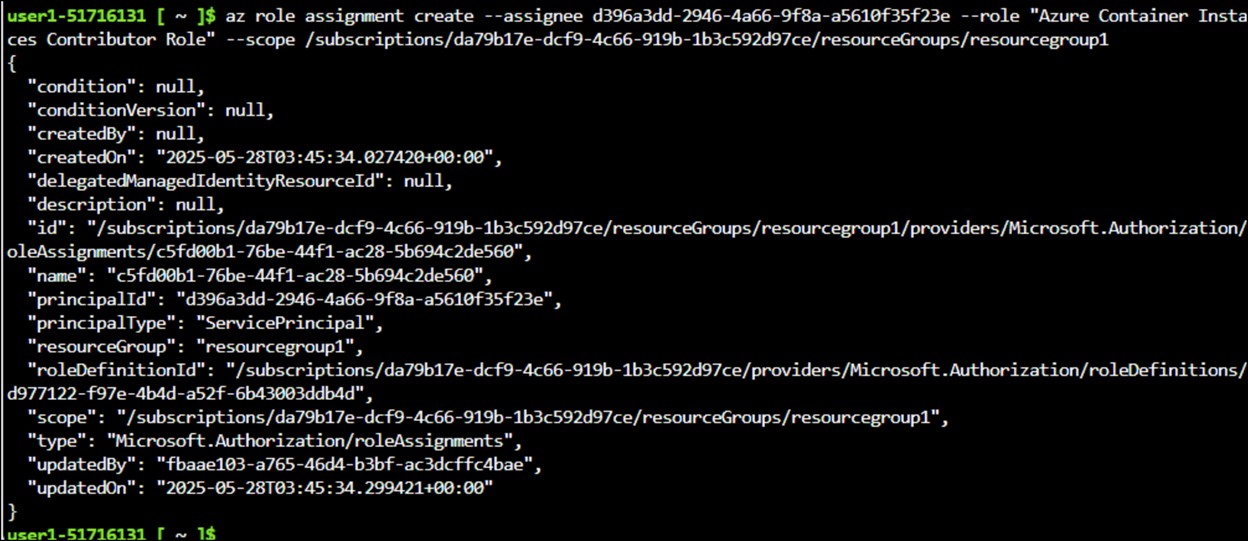 user1-51716131 [ ~ ]$ az role assignment create --assignee d396a3dd-2946-4a66-9f8a-a5610f35f23e --role "Azure Container Insta
ces Contributor Role" --scope /subscriptions/da79b17e-dcf9-4c66-919b-1b3c592d97ce/resourceGroups/resourcegroup1
{
  "condition": null,
  "conditionVersion": null,
  "createdBy": null,
  "createdOn": "2025-05-28T03:45:34.027420+00:00",
  "delegatedManagedIdentityResourceId": null,
  "description": null,
  "id": "/subscriptions/da79b17e-dcf9-4c66-919b-1b3c592d97ce/resourceGroups/resourcegroup1/providers/Microsoft.Authorization/
oleAssignments/c5fd00b1-76be-44f1-ac28-5b694c2de560",
  "name": "c5fd00b1-76be-44f1-ac28-5b694c2de560",
  "principalId": "d396a3dd-2946-4a66-9f8a-a5610f35f23e",
  "principalType": "ServicePrincipal",
  "resourceGroup": "resourcegroup1",
  "roleDefinitionId": "/subscriptions/da79b17e-dcf9-4c66-919b-1b3c592d97ce/providers/Microsoft.Authorization/roleDefinitions/
d977122-f97e-4b4d-a52f-6b43003ddb4d",
  "scope": "/subscriptions/da79b17e-dcf9-4c66-919b-1b3c592d97ce/resourceGroups/resourcegroup1",
  "type": "Microsoft.Authorization/roleAssignments",
  "updatedBy": "fbaae103-a765-46d4-b3bf-ac3dcffc4bae",
  "updatedOn": "2025-05-28T03:45:34.299421+00:00"
}
user1-51716131 [ ~ ]$